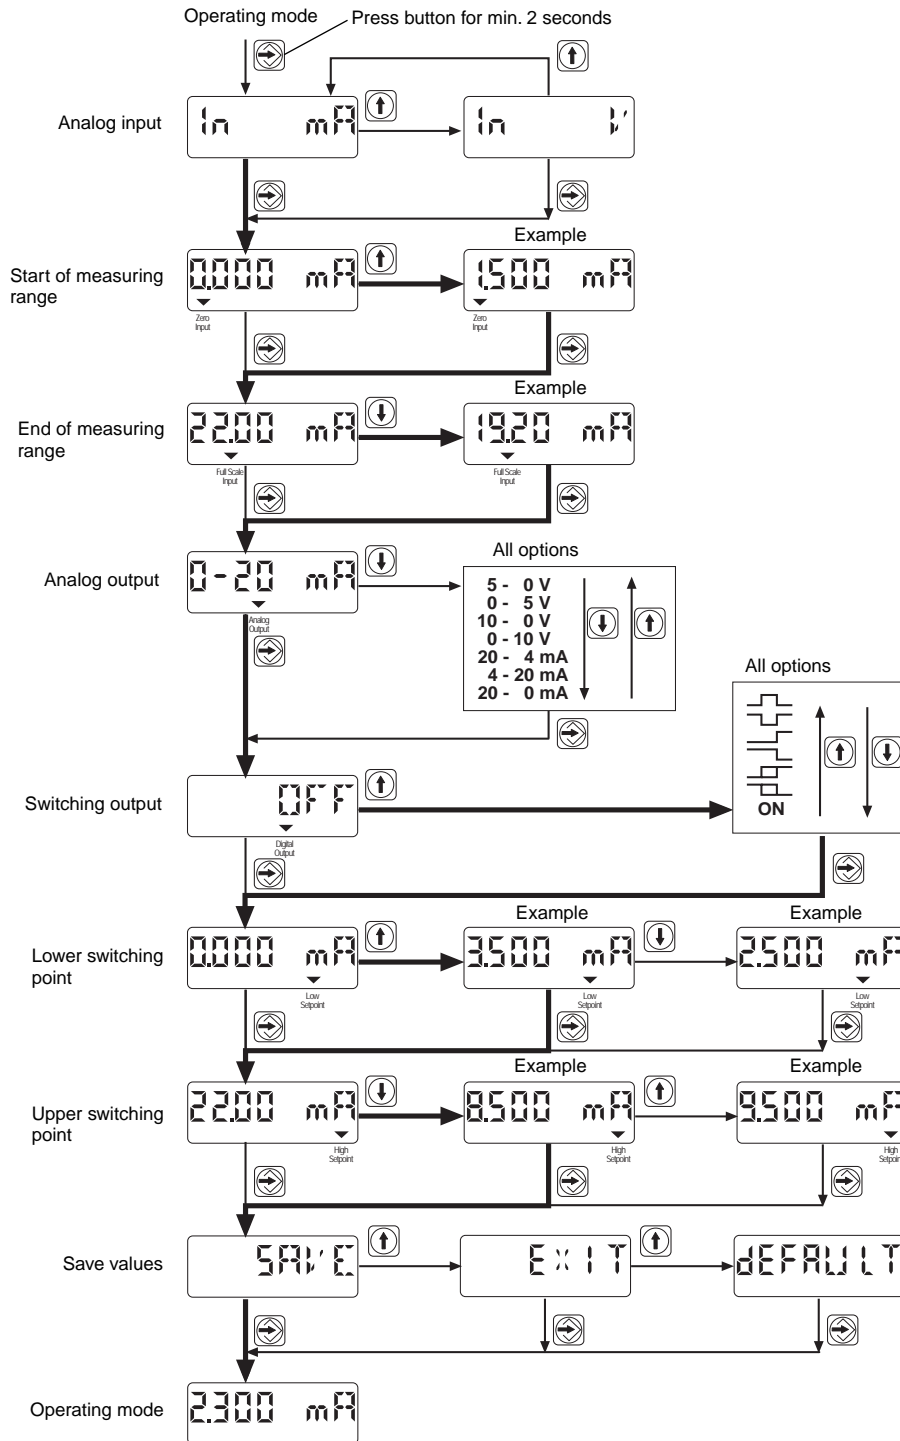 Operating mode
Press button for min. 2 seconds
Analog input
In mA
In V
Example
Start of measuring
range
0.000 mA
Zero
Input
1.500 mA
Zero
Input
Example
End of measuring
range
22.00 mA
Full Scale
Input
19.20 mA
Full Scale
Input
All options
Analog output
0-20 mA
Analog
Output
5 - 0 V
0 - 5 V
10 - 0 V
0 - 10 V
20 - 4 mA
4 - 20 mA
20 - 0 mA
All options
ON
Switching output
OFF
Digital
Output
Example
Example
Lower switching
point
0.000 mA
Low
Setpoint
3.500 mA
Low
Setpoint
2.500 mA
Low
Setpoint
Example
Example
Upper switching
point
22.00 mA
High
Setpoint
8.500 mA
High
Setpoint
9.500 mA
High
Setpoint
Save values
SAVE
EXIT
dEFAULT
Operating mode
2.300 mA